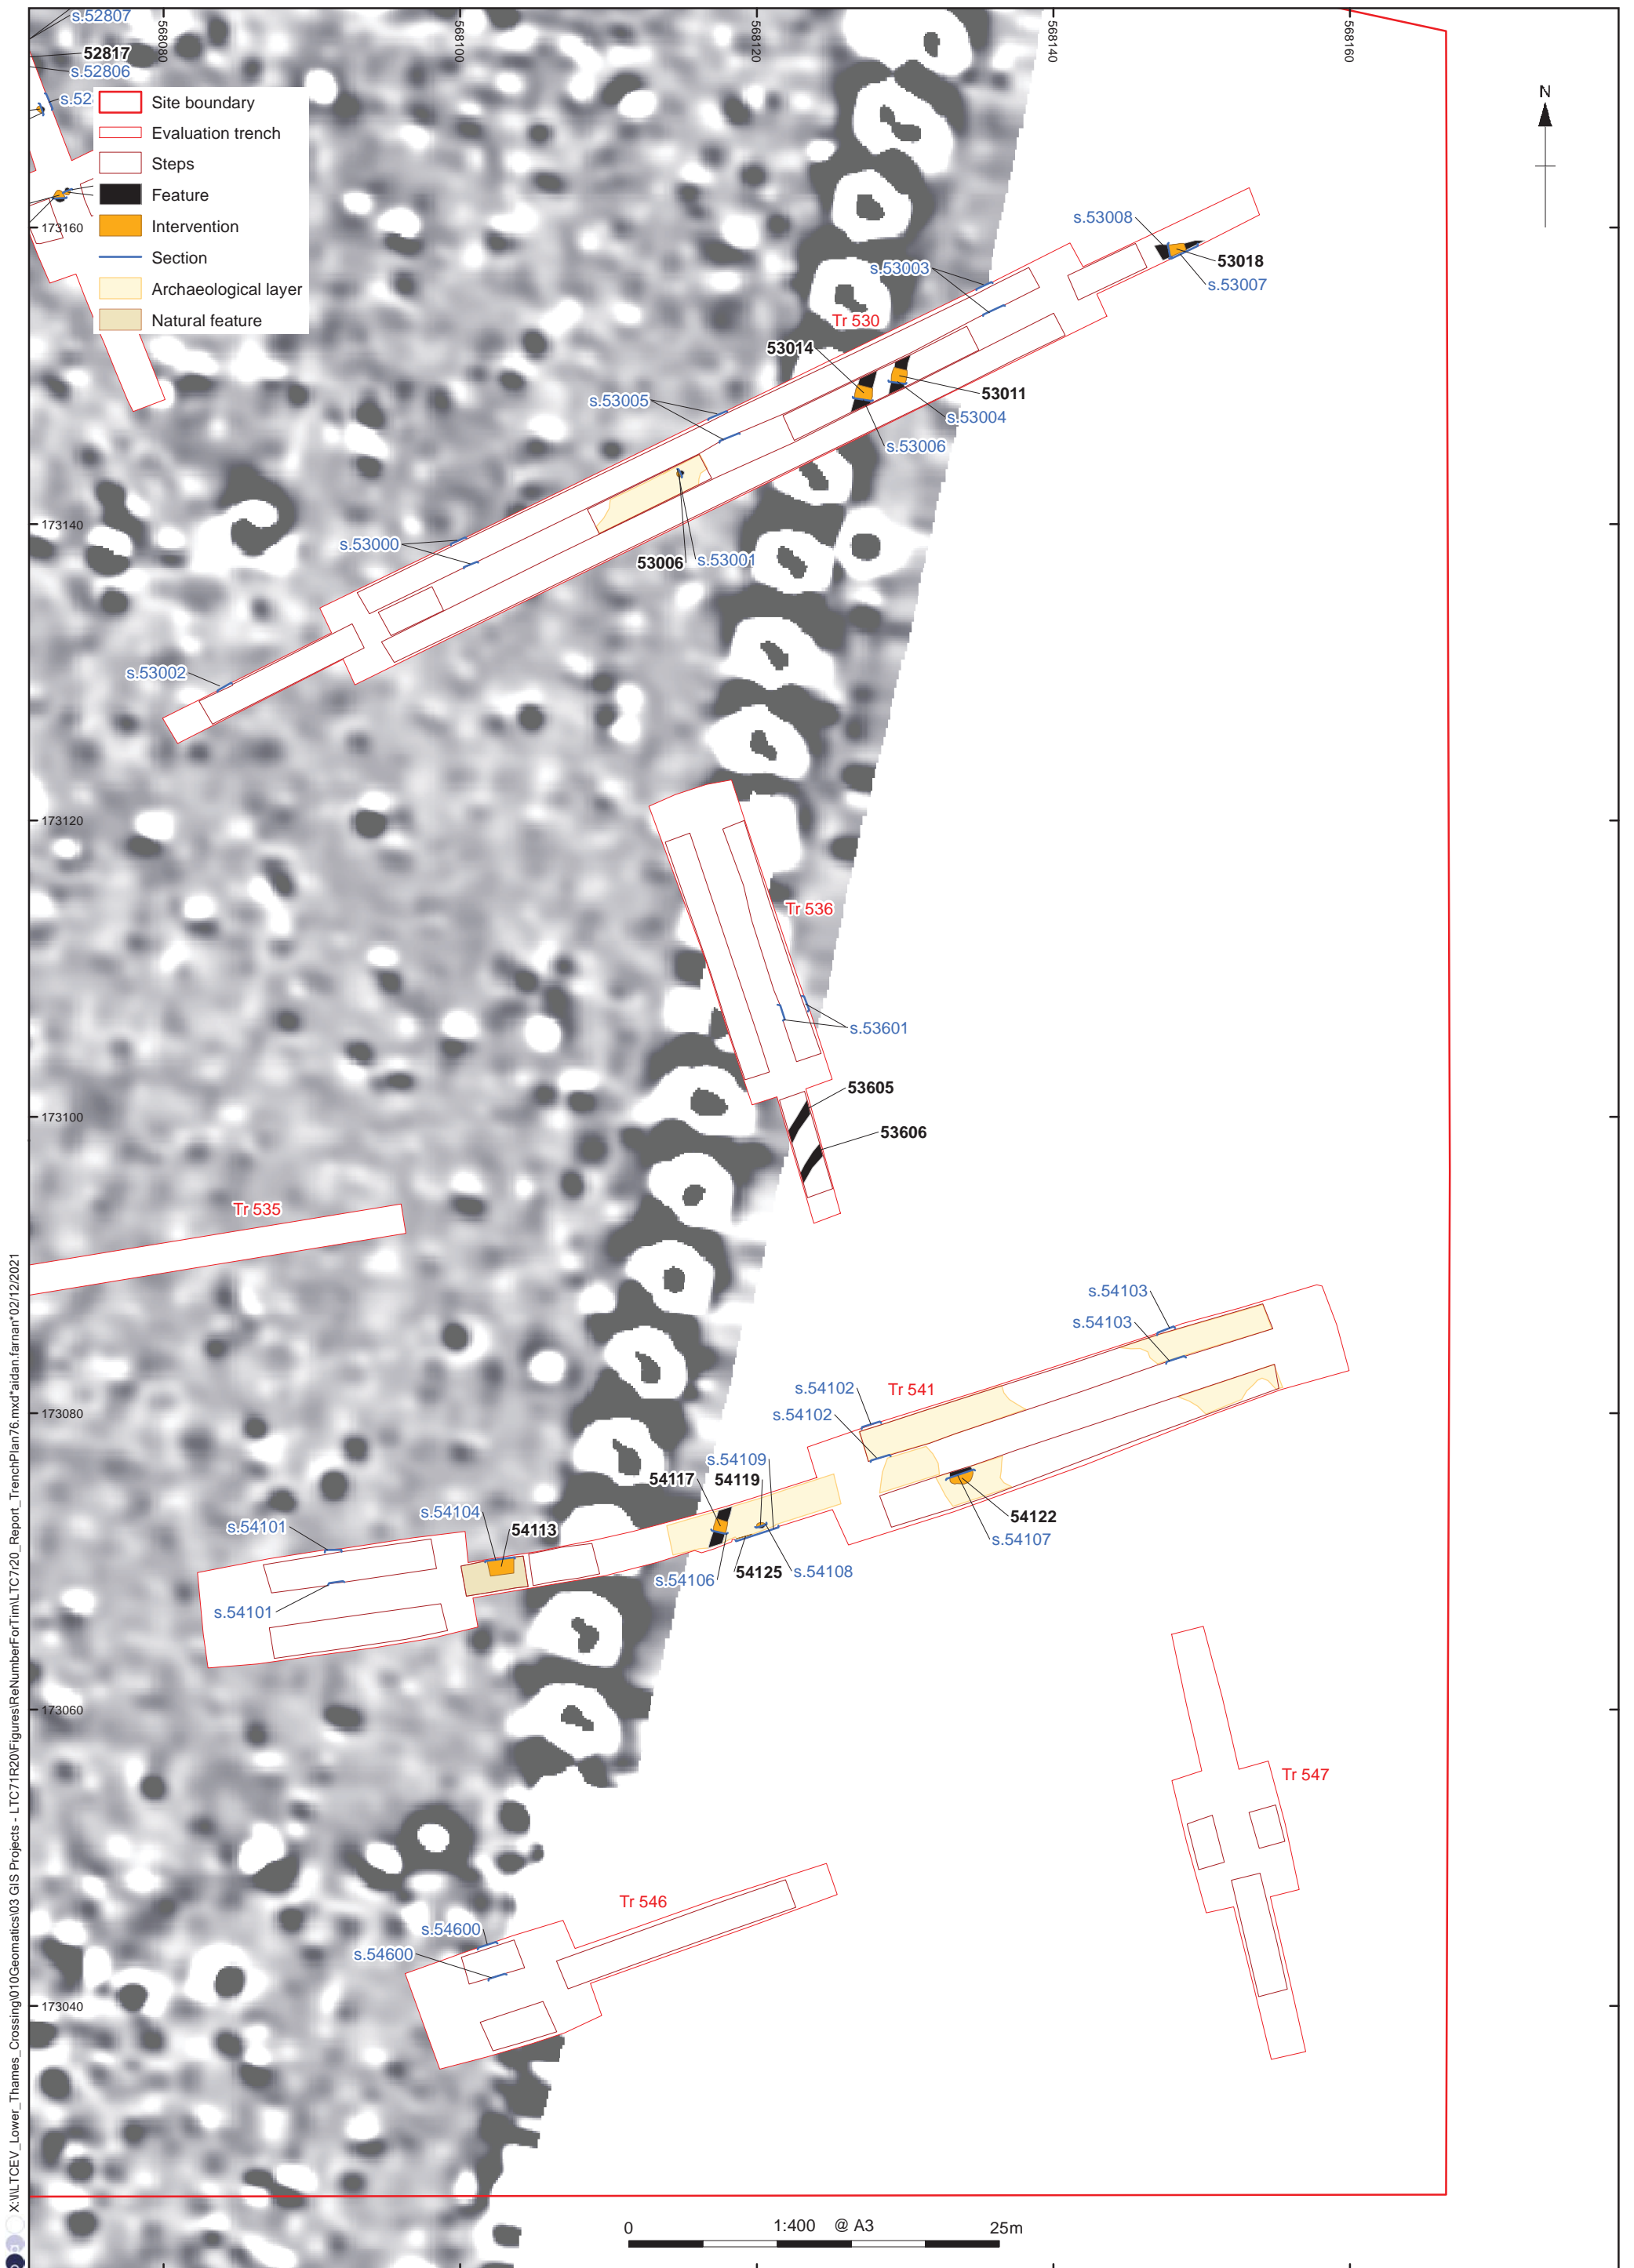 s.52807
568080
568100
568120
568140
568160
52817
s.52806
s.52
Site boundary
Evaluation trench
Steps
Feature
Intervention
Section
Archaeological layer
Natural feature
N
173160
s.53008
53018
s.53007
s.53003
Tr 530
53014
53011
s.53005
s.53004
s.53006
173140
s.53000
53006
s.53001
s.53002
173120
Tr 536
s.53601
53605
173100
53606
Tr 535
s.54103
s.54103
s.54102
Tr 541
173080
s.54102
s.54109
54117
54119
s.54104
54113
54122
s.54101
s.54107
s.54106
54125
s.54108
s.54101
173060
Tr 547
Tr 546
s.54600
s.54600
173040
0
1:400 @ A3
25m
X:\l\LTCEV_Lower_Thames_Crossing\010Geomatics\03 GIS Projects - LTC71R20\Figures\ReNumberForTim\LTC7r20_Report_TrenchPlan76.mxd*aidan.farnan*02/12/2021